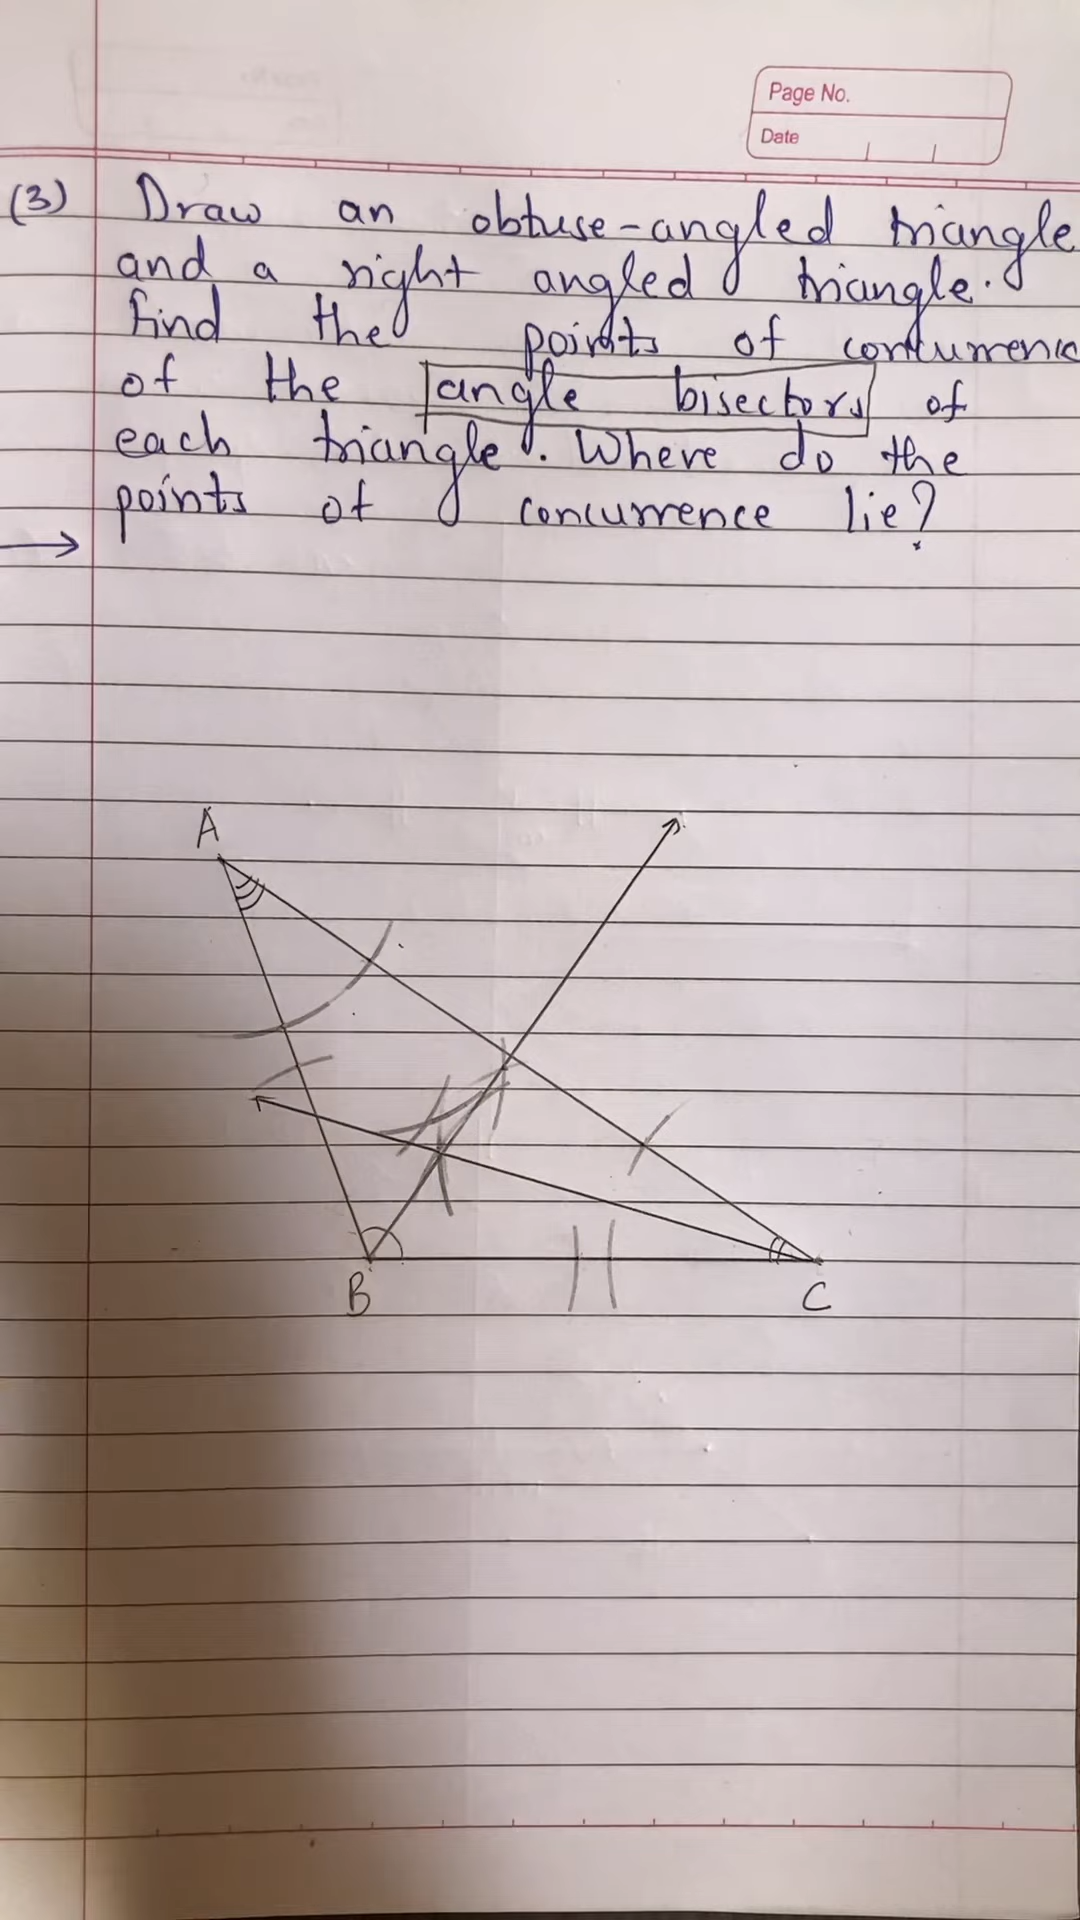 Page No.
Date
(3) Draw an obtuse-angled triangle
and a right angled triangle.
find the points of concurrenc
of the angle bisectors of
each triangle. Where do the
points of concurrence lie?
A
B
C